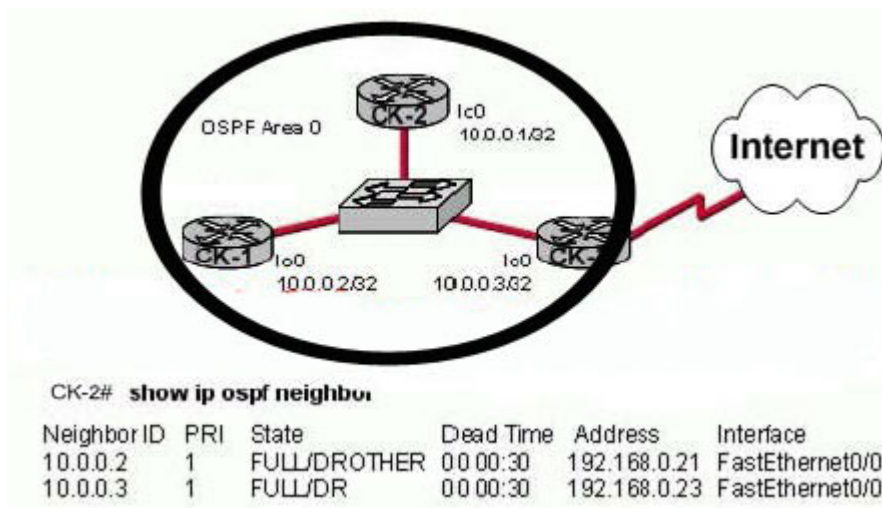 CK-2
lc0
10.0.0.1/32
OSPF Area 0
Internet
CK-1
lo0
10.0.0.2/32
lo0
10.0.0.3/32
CK-2# show ip ospf neighbor
Neighbor ID PRI State Dead Time Address Interface
10.0.0.2 1 FULL/DROTHER 00:00:30 192.168.0.21 FastEthernet0/0
10.0.0.3 1 FULL/DR 00:00:30 192.168.0.23 FastEthernet0/0